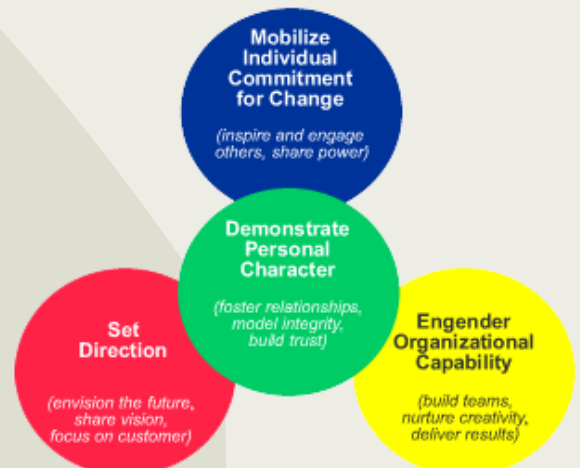 Mobilize
Individual
Commitment
for Change
(inspire and engage
others, share power)
Demonstrate
Personal
Character
(foster relationships,
model integrity,
build trust)
Set
Direction
(envision the future,
share vision,
focus on customer)
Engender
Organizational
Capability
(build teams,
nurture creativity,
deliver results)